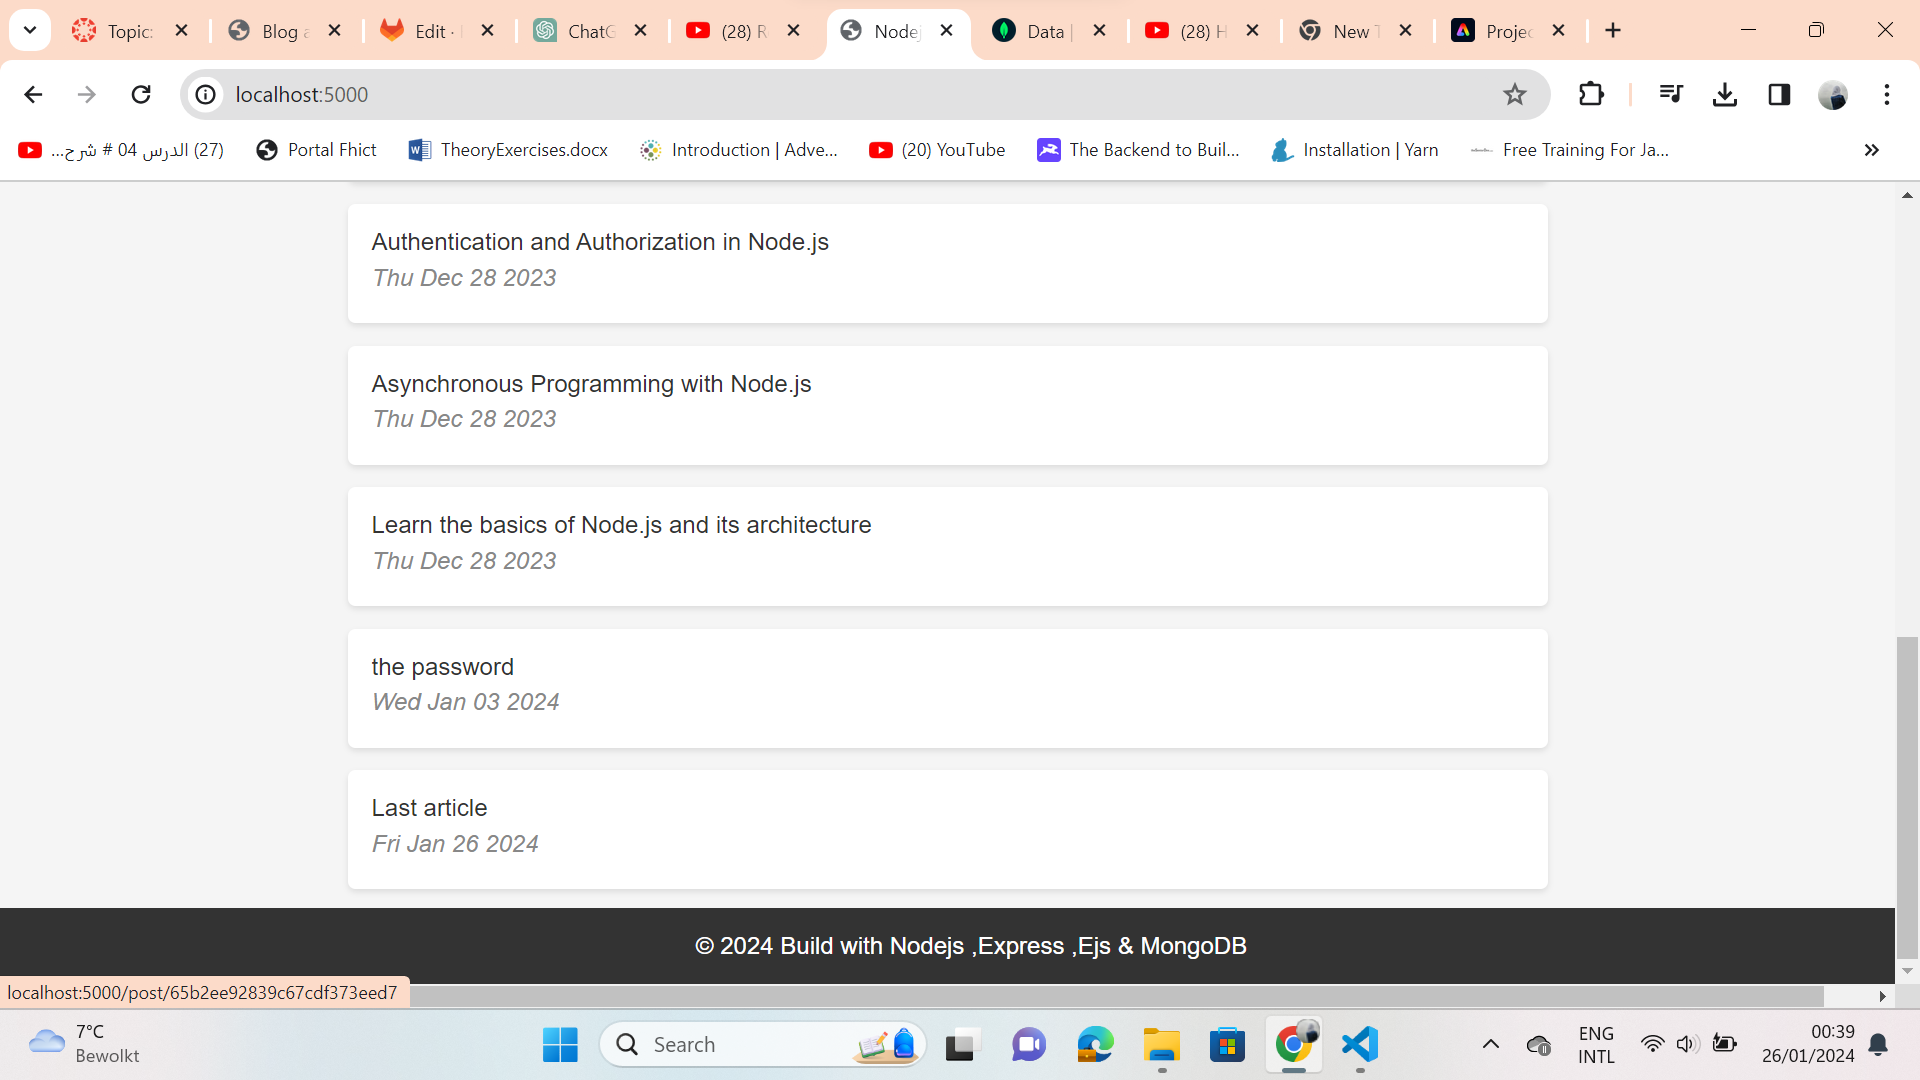 Topic:
Blog a
Edit ·
ChatG
(28) R
Nodej
Data |
(28) H
New T
Projec
localhost:5000
(27) الدرس 04 # شرح...
Portal Fhict
TheoryExercises.docx
Introduction | Adve...
(20) YouTube
The Backend to Buil...
Installation | Yarn
Free Training For Ja...
Authentication and Authorization in Node.js
Thu Dec 28 2023
Asynchronous Programming with Node.js
Thu Dec 28 2023
Learn the basics of Node.js and its architecture
Thu Dec 28 2023
the password
Wed Jan 03 2024
Last article
Fri Jan 26 2024
© 2024 Build with Nodejs ,Express ,Ejs & MongoDB
localhost:5000/post/65b2ee92839c67cdf373eed7
7°C
Bewolkt
Search
ENG
INTL
00:39
26/01/2024